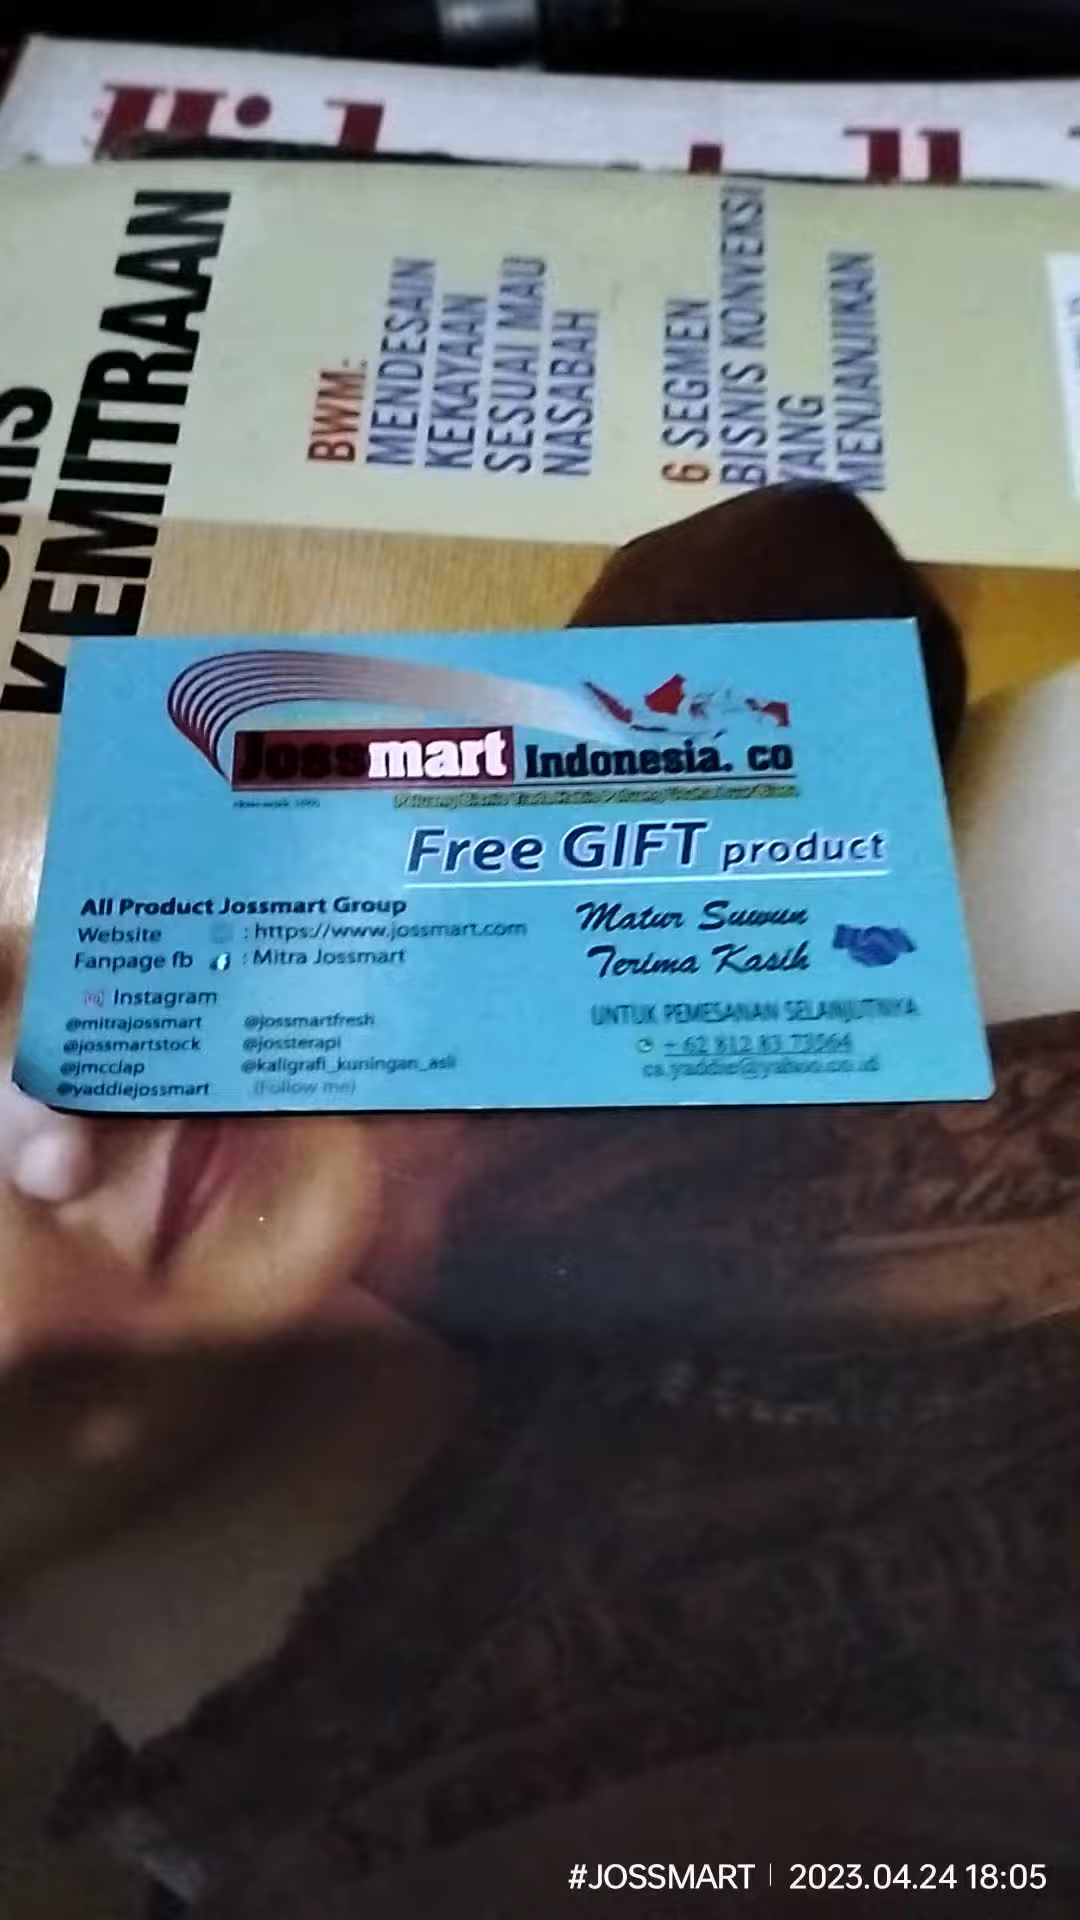 KEMITRAAN
BWM:
MENDESAIN
KEKAYAAN
SESUAI MAU
NASABAH
6 SEGMEN
BISNIS KONVEKSI
YANG
MENJANJIKAN
Jossmart Indonesia. co
Free GIFT product
All Product Jossmart Group
Website : https://www.jossmart.com
Fanpage fb : Mitra Jossmart
Instagram
@mitrajossmart @jossmartfresh
@jossmartstock @jossterapi
@jmcclap @kaligrafi_kuningan_asli
@yaddiejossmart (Follow me)
Matur Suwun
Terima Kasih
UNTUK PEMESANAN SELANJUTNYA
+ 62 812 83 73564
cs.yaddie@yahoo.co.id
#JOSSMART | 2023.04.24 18:05